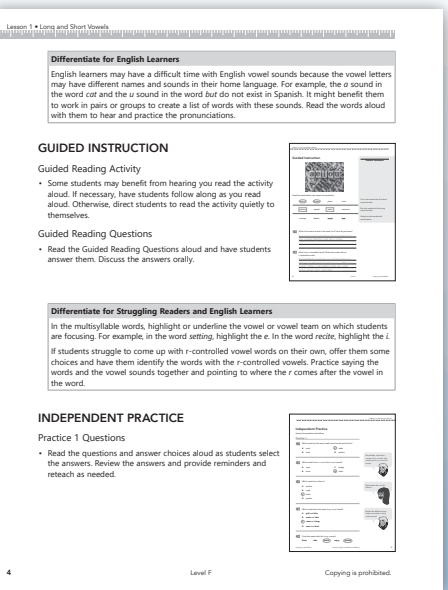 Lesson 1 • Long and Short Vowels
Differentiate for English Learners
English learners may have a difficult time with English vowel sounds because the vowel letters
may have different names and sounds in their home language. For example, the a sound in
the word cat and the u sound in the word but do not exist in Spanish. It might benefit them
to work in pairs or groups to create a list of words with these sounds. Read the words aloud
with them to hear and practice the pronunciations.
GUIDED INSTRUCTION
Guided Reading Activity
• Some students may benefit from hearing you read the activity
aloud. If necessary, have students follow along as you read
aloud. Otherwise, direct students to read the activity quietly to
themselves.
Guided Reading Questions
• Read the Guided Reading Questions aloud and have students
answer them. Discuss the answers orally.
Guided Instruction
Differentiate for Struggling Readers and English Learners
In the multisyllable words, highlight or underline the vowel or vowel team on which students
are focusing. For example, in the word setting, highlight the e. In the word recite, highlight the i.
If students struggle to come up with r-controlled vowel words on their own, offer them some
choices and have them identify the words with the r-controlled vowels. Practice saying the
words and the vowel sounds together and pointing to where the r comes after the vowel in
the word.
INDEPENDENT PRACTICE
Practice 1 Questions
• Read the questions and answer choices aloud as students select
the answers. Review the answers and provide reminders and
reteach as needed.
Independent Practice
4
Level F
Copying is prohibited.